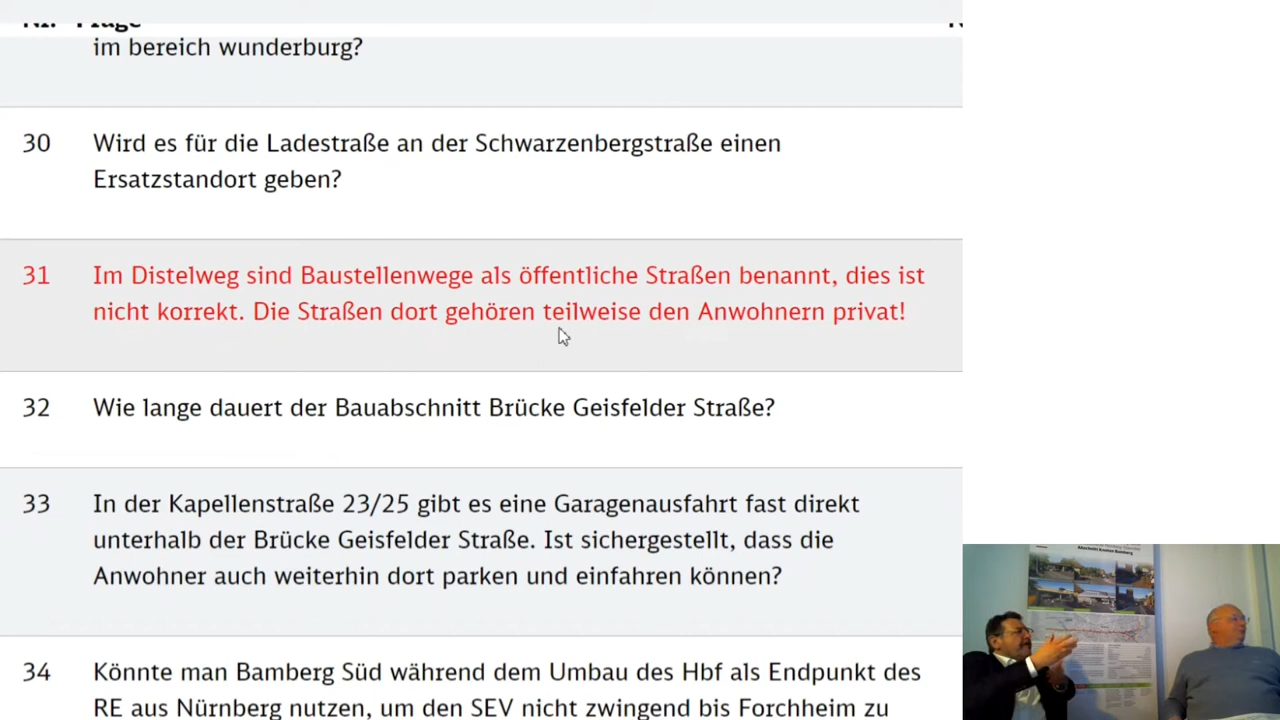 Nr. Frage
im bereich wunderburg?
30 Wird es für die Ladestraße an der Schwarzenbergstraße einen
Ersatzstandort geben?
31 Im Distelweg sind Baustellenwege als öffentliche Straßen benannt, dies ist
nicht korrekt. Die Straßen dort gehören teilweise den Anwohnern privat!
32 Wie lange dauert der Bauabschnitt Brücke Geisfelder Straße?
33 In der Kapellenstraße 23/25 gibt es eine Garagenausfahrt fast direkt
unterhalb der Brücke Geisfelder Straße. Ist sichergestellt, dass die
Anwohner auch weiterhin dort parken und einfahren können?
34 Könnte man Bamberg Süd während dem Umbau des Hbf als Endpunkt des
RE aus Nürnberg nutzen, um den SEV nicht zwingend bis Forchheim zu
Abschnitt Knoten Bamberg